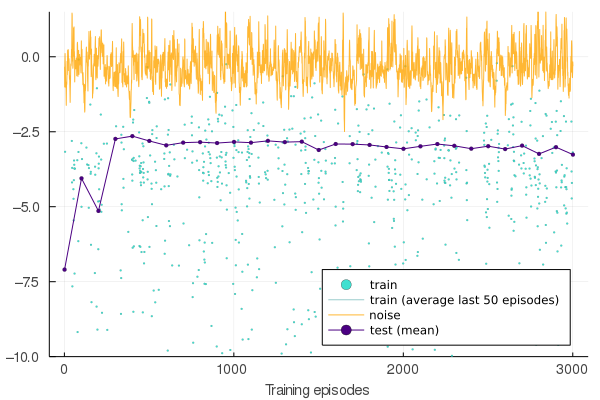 0.0
−2.5
−5.0
−7.5
−10.0
0
1000
2000
3000
Training episodes
train
train (average last 50 episodes)
noise
test (mean)